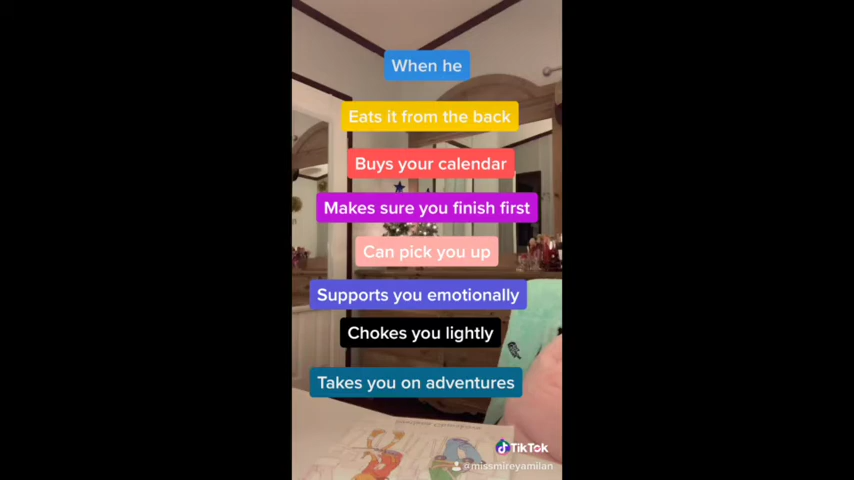 When he
Eats it from the back
Buys your calendar
Makes sure you finish first
Can pick you up
Supports you emotionally
Chokes you lightly
Takes you on adventures
TikTok
@missmireyamilan